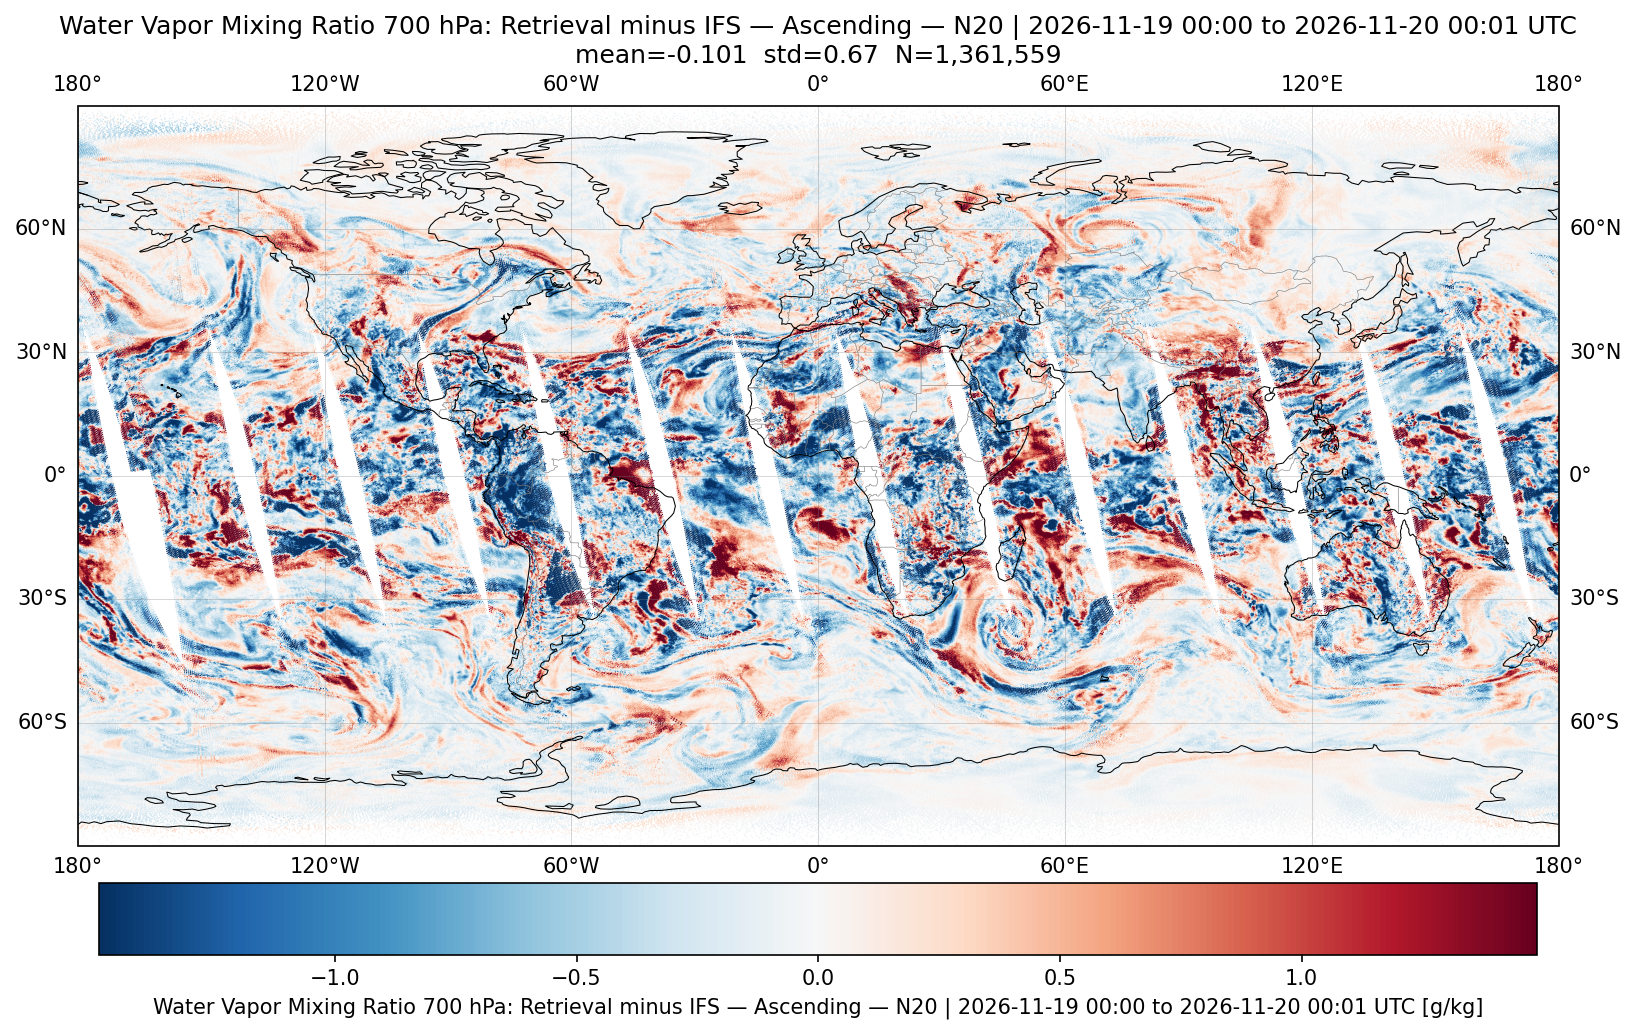 Water Vapor Mixing Ratio 700 hPa: Retrieval minus IFS — Ascending — N20 | 2026-11-19 00:00 to 2026-11-20 00:01 UTC
mean=-0.101 std=0.67 N=1,361,559
180° 120°W 60°W 0° 60°E 120°E 180°
60°N 60°N
30°N 30°N
0° 0°
30°S 30°S
60°S 60°S
180° 120°W 60°W 0° 60°E 120°E 180°
−1.0 −0.5 0.0 0.5 1.0
Water Vapor Mixing Ratio 700 hPa: Retrieval minus IFS — Ascending — N20 | 2026-11-19 00:00 to 2026-11-20 00:01 UTC [g/kg]